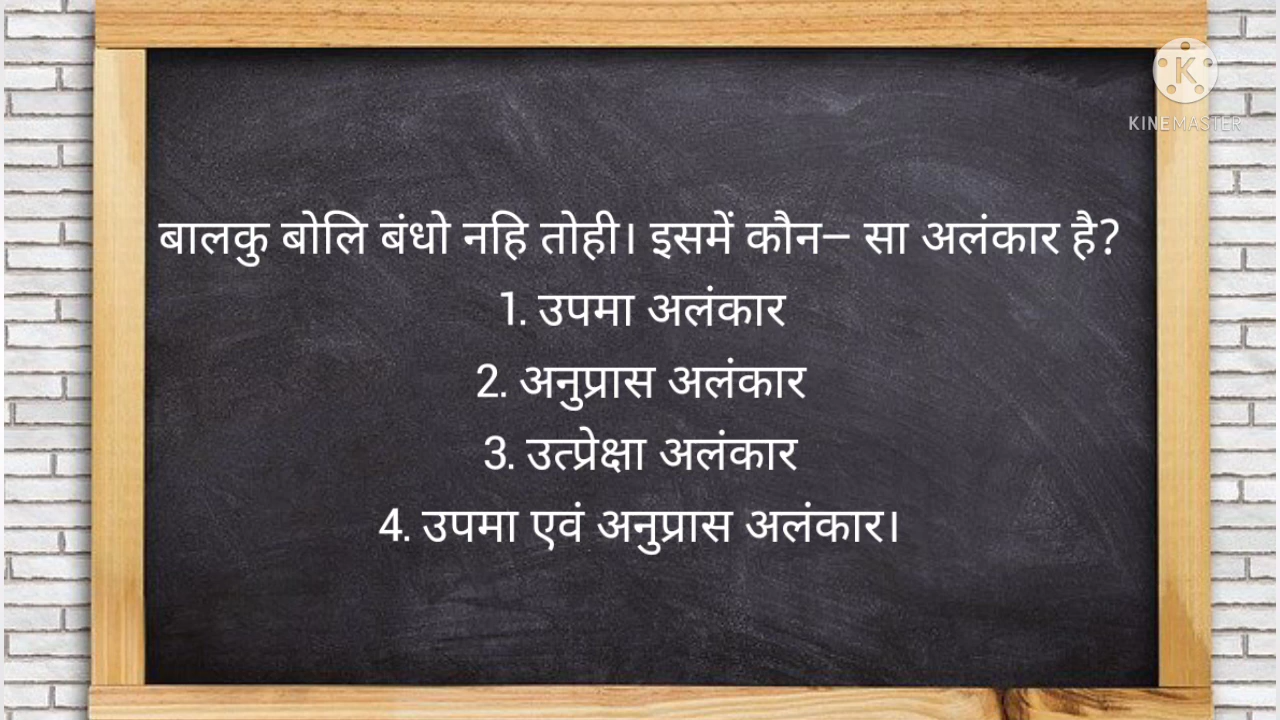 K
KINEMASTER
बालकु बोलि बंधो नहि तोही। इसमें कौन– सा अलंकार है?
1. उपमा अलंकार
2. अनुप्रास अलंकार
3. उत्प्रेक्षा अलंकार
4. उपमा एवं अनुप्रास अलंकार।